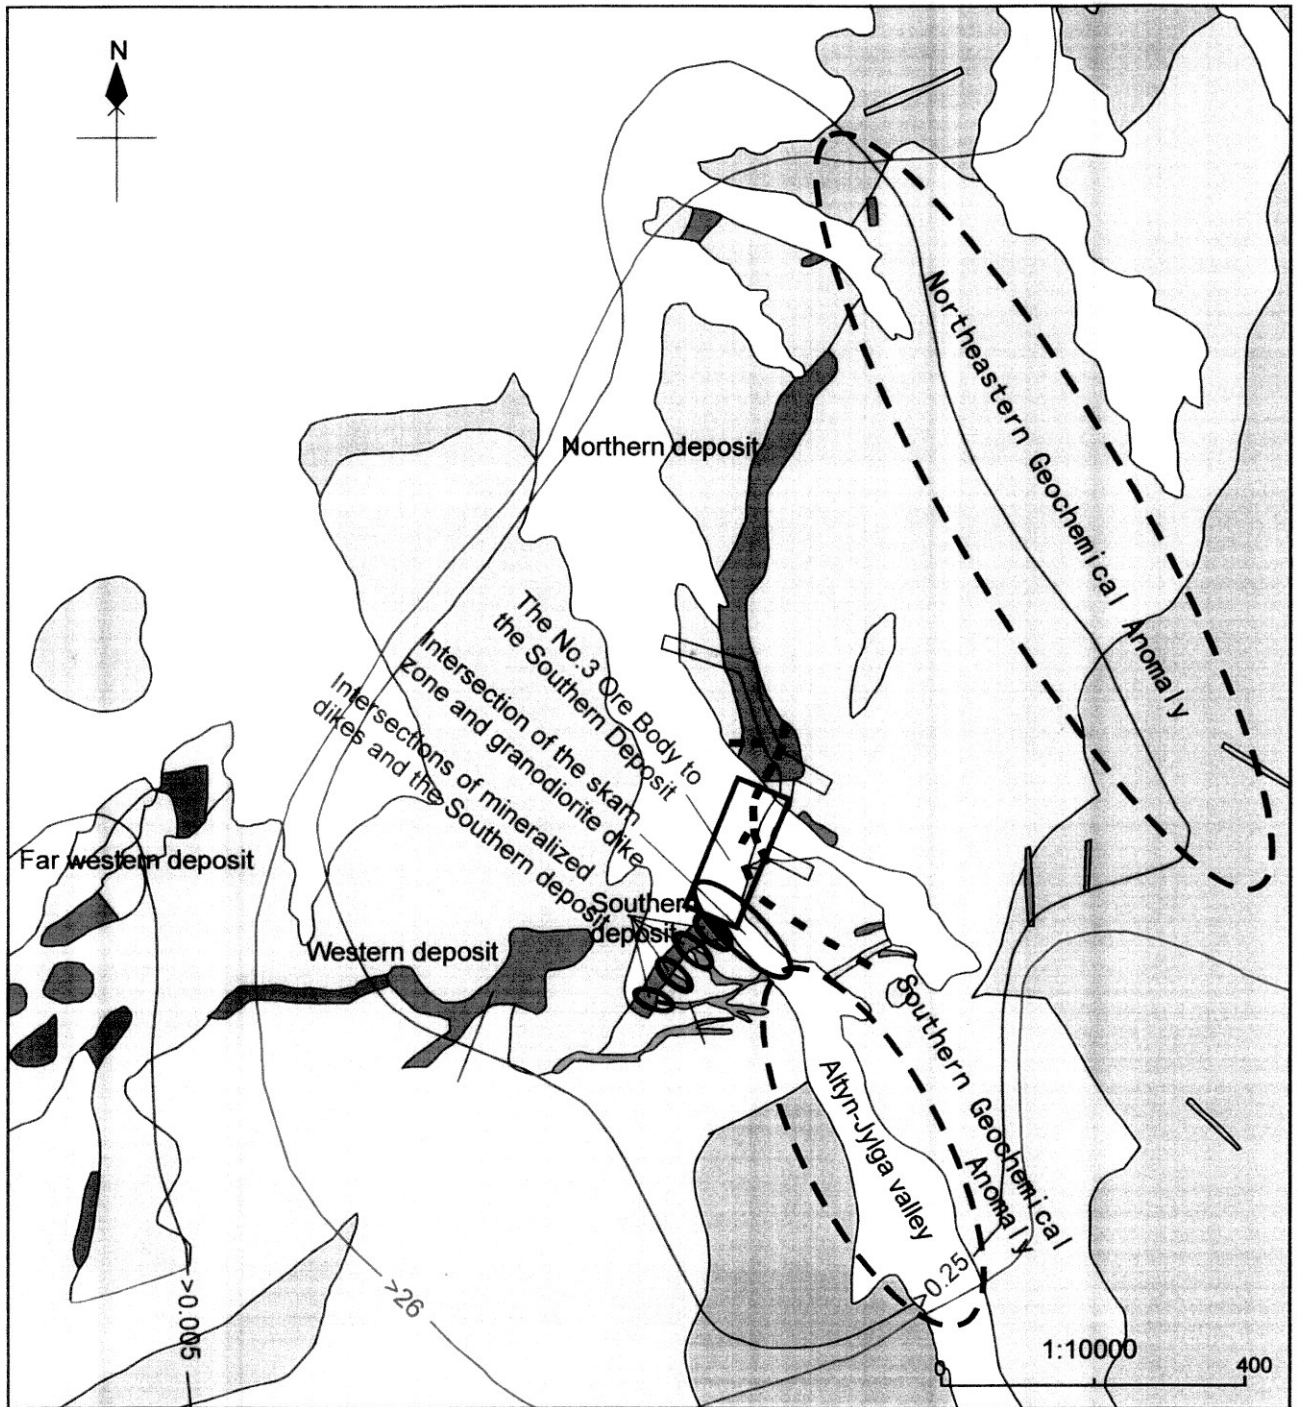 N
Northeastern Geochemical Anomaly
Northern deposit
The No.3 Ore Body to
the Southern Deposit
Intersection of the skarn
zone and granodiorite dike
Intersections of mineralized
dikes and the Southern deposit
Far western deposit
Southern
deposit
Western deposit
Southern Geochemical
Anomaly
Altyn-Jylga valley
>0.25
>26
>0.005
1:10000
0
400